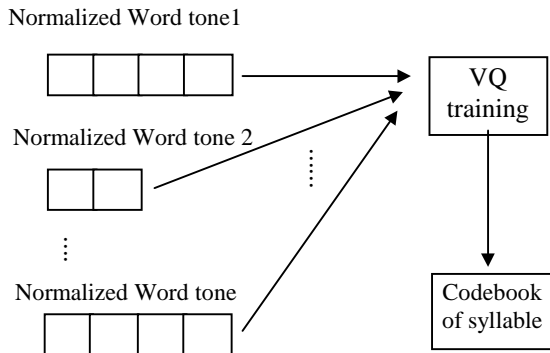 Normalized Word tone1
VQ
training
Normalized Word tone 2
Normalized Word tone
Codebook
of syllable